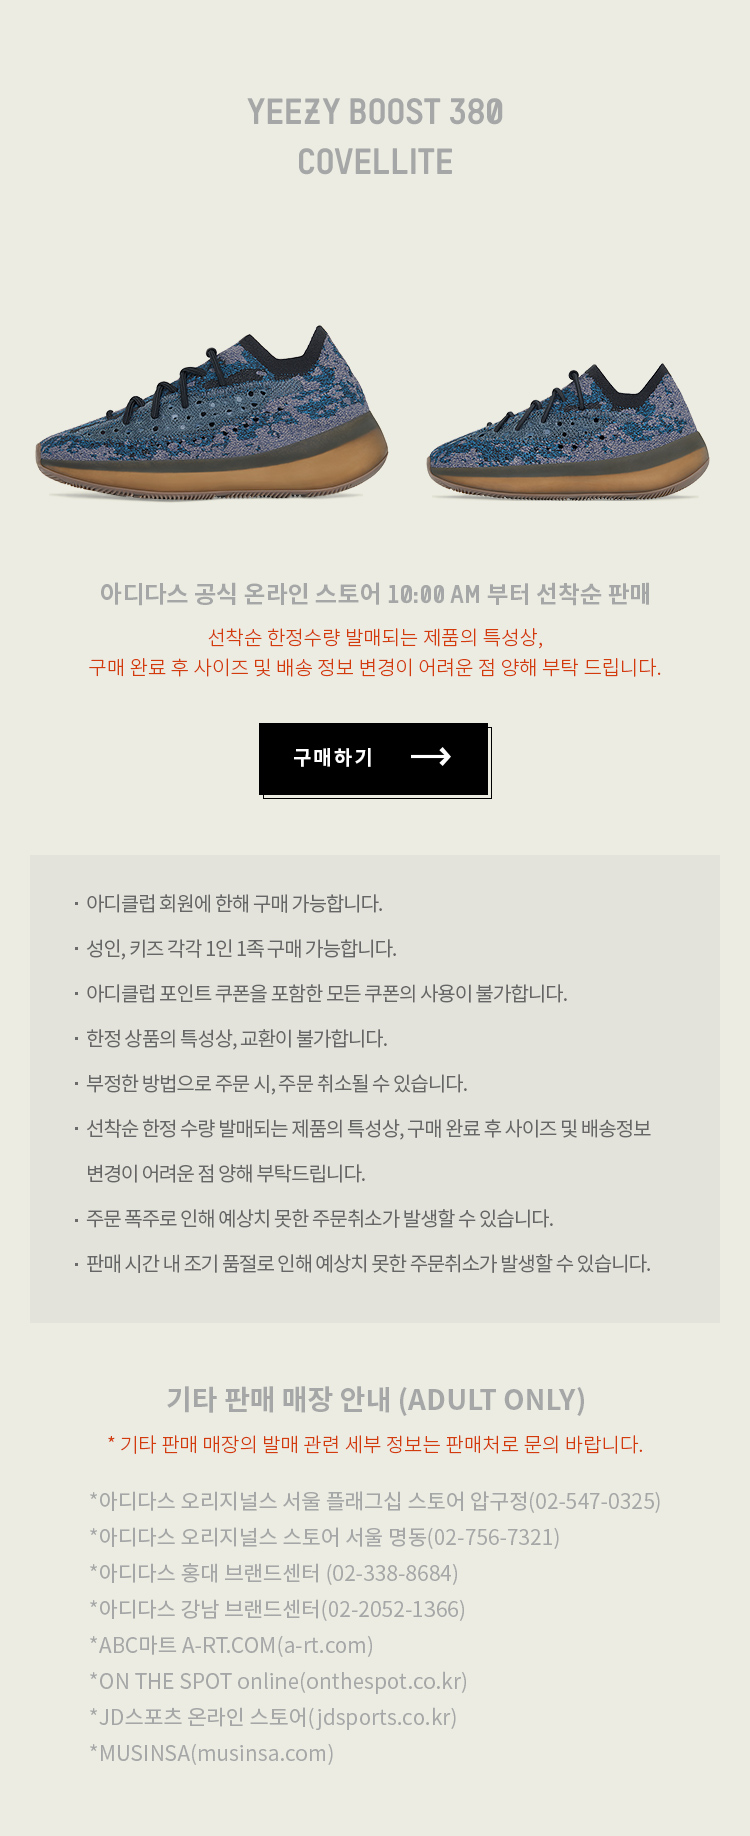 YEEZY BOOST 380
COVELLITE
아디다스 공식 온라인 스토어 10:00 AM 부터 선착순 판매
선착순 한정수량 발매되는 제품의 특성상,
구매 완료 후 사이즈 및 배송 정보 변경이 어려운 점 양해 부탁 드립니다.
구매하기 →
· 아디클럽 회원에 한해 구매 가능합니다.
· 성인, 키즈 각각 1인 1족 구매 가능합니다.
· 아디클럽 포인트 쿠폰을 포함한 모든 쿠폰의 사용이 불가합니다.
· 한정 상품의 특성상, 교환이 불가합니다.
· 부정한 방법으로 주문 시, 주문 취소될 수 있습니다.
· 선착순 한정 수량 발매되는 제품의 특성상, 구매 완료 후 사이즈 및 배송정보
변경이 어려운 점 양해 부탁드립니다.
· 주문 폭주로 인해 예상치 못한 주문취소가 발생할 수 있습니다.
· 판매 시간 내 조기 품절로 인해 예상치 못한 주문취소가 발생할 수 있습니다.
기타 판매 매장 안내 (ADULT ONLY)
* 기타 판매 매장의 발매 관련 세부 정보는 판매처로 문의 바랍니다.
*아디다스 오리지널스 서울 플래그십 스토어 압구정(02-547-0325)
*아디다스 오리지널스 스토어 서울 명동(02-756-7321)
*아디다스 홍대 브랜드센터 (02-338-8684)
*아디다스 강남 브랜드센터(02-2052-1366)
*ABC마트 A-RT.COM(a-rt.com)
*ON THE SPOT online(onthespot.co.kr)
*JD스포츠 온라인 스토어(jdsports.co.kr)
*MUSINSA(musinsa.com)